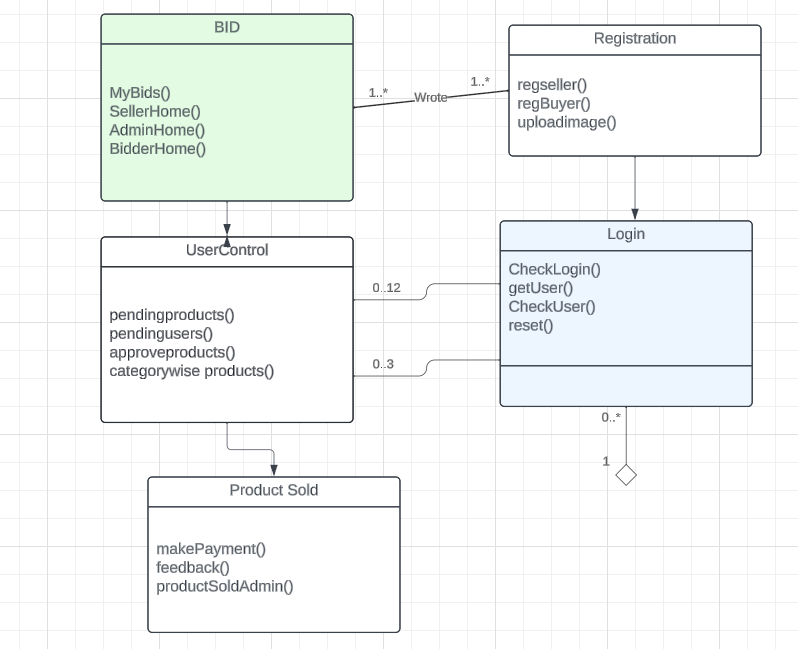 BID
MyBids()
SellerHome()
AdminHome()
BidderHome()
1..*
Wrote
1..*
Registration
regseller()
regBuyer()
uploadimage()
UserControl
pendingproducts()
pendingusers()
approveproducts()
categorywise products()
0..12
0..3
Login
CheckLogin()
getUser()
CheckUser()
reset()
0..*
1
Product Sold
makePayment()
feedback()
productSoldAdmin()